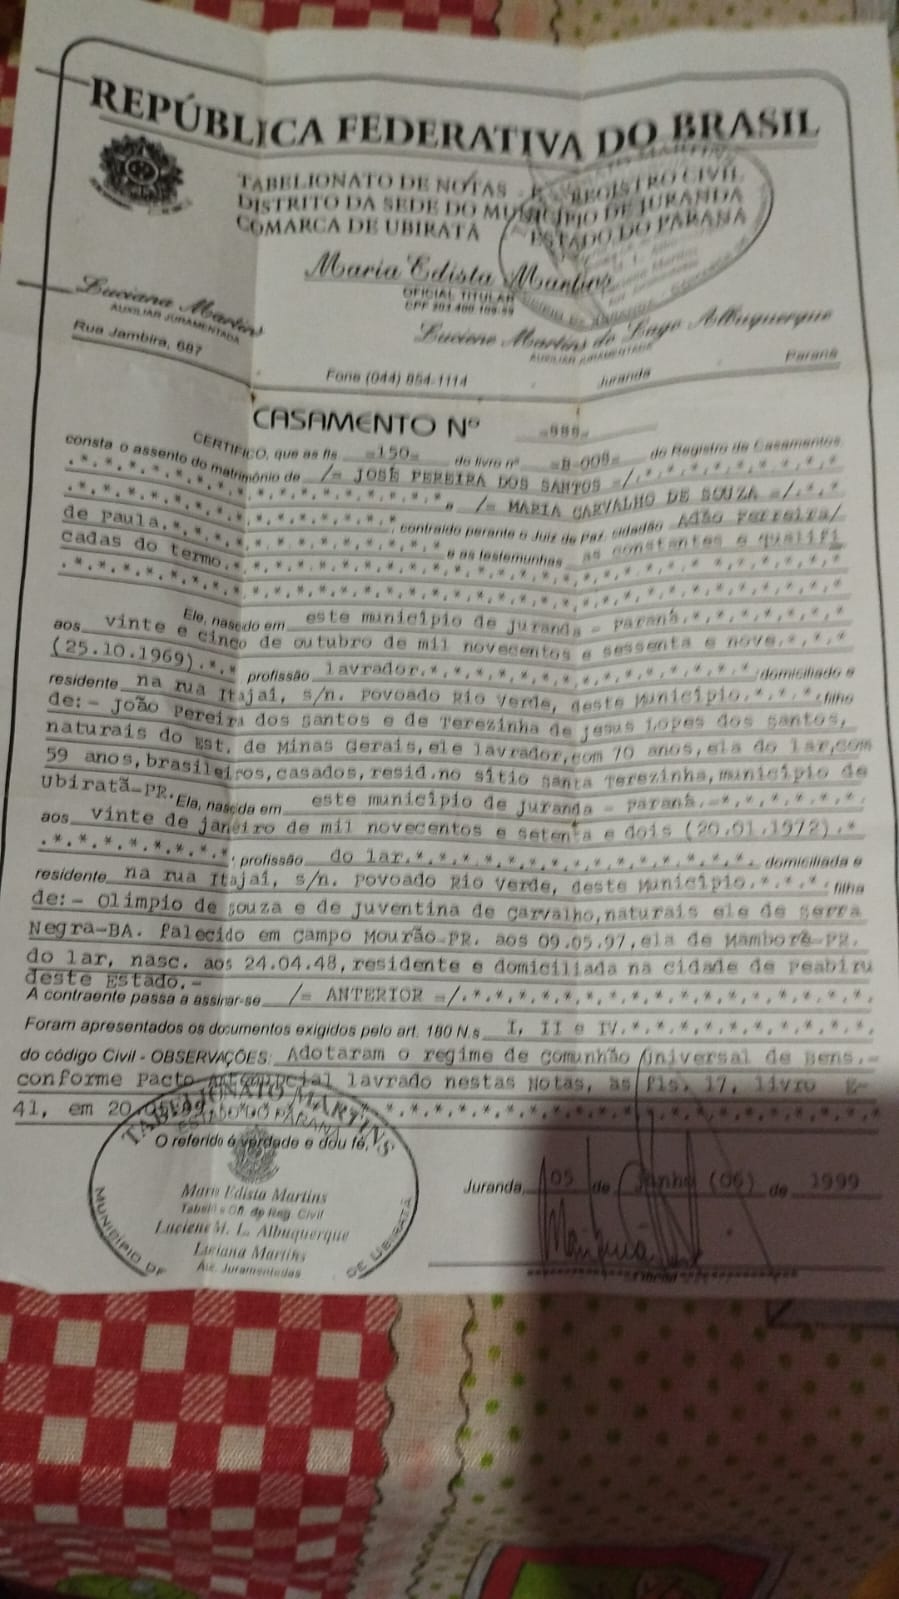 REPÚBLICA FEDERATIVA DO BRASIL
TABELIONATO DE NOTAS E REGISTRO CIVIL
DISTRITO DA SEDE DO MUNICÍPIO DE JURANDA
COMARCA DE UBIRATÃ ESTADO DO PARANÁ
Maria Edista Martins
OFICIAL TITULAR
Luciana Martins
AUXILIAR JURAMENTADA
Luciene Martins do Lago Albuquerque
AUXILIAR JURAMENTADA
Rua Jambira, 687
Fone (044) 854-1114 Juranda Paraná
CASAMENTO Nº
CERTIFICO, que as fls =150= do livro nº =B-008= do Registro de Casamentos
consta o assento do matrimônio de /= JOSÉ PEREIRA DOS SANTOS =/.*.*.*.*.*.*
e /= MARIA CARVALHO DE SOUZA =/.*.*
contraído perante o Juiz de Paz, cidadão Adão Ferreira/
de Paula.*.*.*.*.*.*.* e as testemunhas as constantes e qualifi
cadas do termo.*.*.*.*
Ele, nascido em este município de juranda - Paraná.*.*.*.*.*.*
aos vinte e cinco de outubro de mil novecentos e sessenta e nove.*.*.*
(25.10.1969).*.* profissão lavrador.*.*.*.*.*.* domiciliado e
residente na rua Itajaí, s/n. Povoado Rio Verde, deste Município.*.*.*. filho
de:- João Pereira dos Santos e de Terezinha de Jesus Lopes dos Santos,
naturais do Est. de Minas Gerais,ele lavrador,com 70 anos,ela do lar,com
59 anos,brasileiros,casados,resid.no sítio Santa Terezinha,município de
Ubiratã-PR.
Ela, nascida em este município de juranda - Paraná.-*.*.*.*.*.
aos vinte de janeiro de mil novecentos e setenta e dois (20.01.1972).*
.*.*.*.*.*.*.*; profissão do lar.*.*.*.*.*.*.*. domiciliada e
residente na rua Itajaí, s/n. Povoado Rio Verde, deste Município.*.*.*. filha
de:- Olimpio de Souza e de Juventina de Carvalho,naturais ele de Serra
Negra-BA. falecido em Campo Mourão-PR. aos 09.05.97,ela de Mamborê-PR.
do lar, nasc. aos 24.04.48,residente e domiciliada na cidade de Peabiru
deste Estado.-
A contraente passa a assinar-se /= ANTERIOR =/.*.*.*.*.*.*
Foram apresentados os documentos exigidos pelo art. 180 N.s I, II e IV.*.*.*.*.*.*
do código Civil - OBSERVAÇÕES: Adotaram o regime de Comunhão Universal de Bens.-
conforme Pacto lavrado nestas Notas, às fls. 17, livro E-
41, em
TABELIONATO MARTINS
ESTADO DO PARANÁ
O referido é verdade e dou fé,
Edista Martins
Luciene M. L. Albuquerque
Luciana Martins
Aux. Juramentadas
MUNICÍPIO DE
DE UBIRATÃ
Juranda, 05 de Junho (06) de 1999